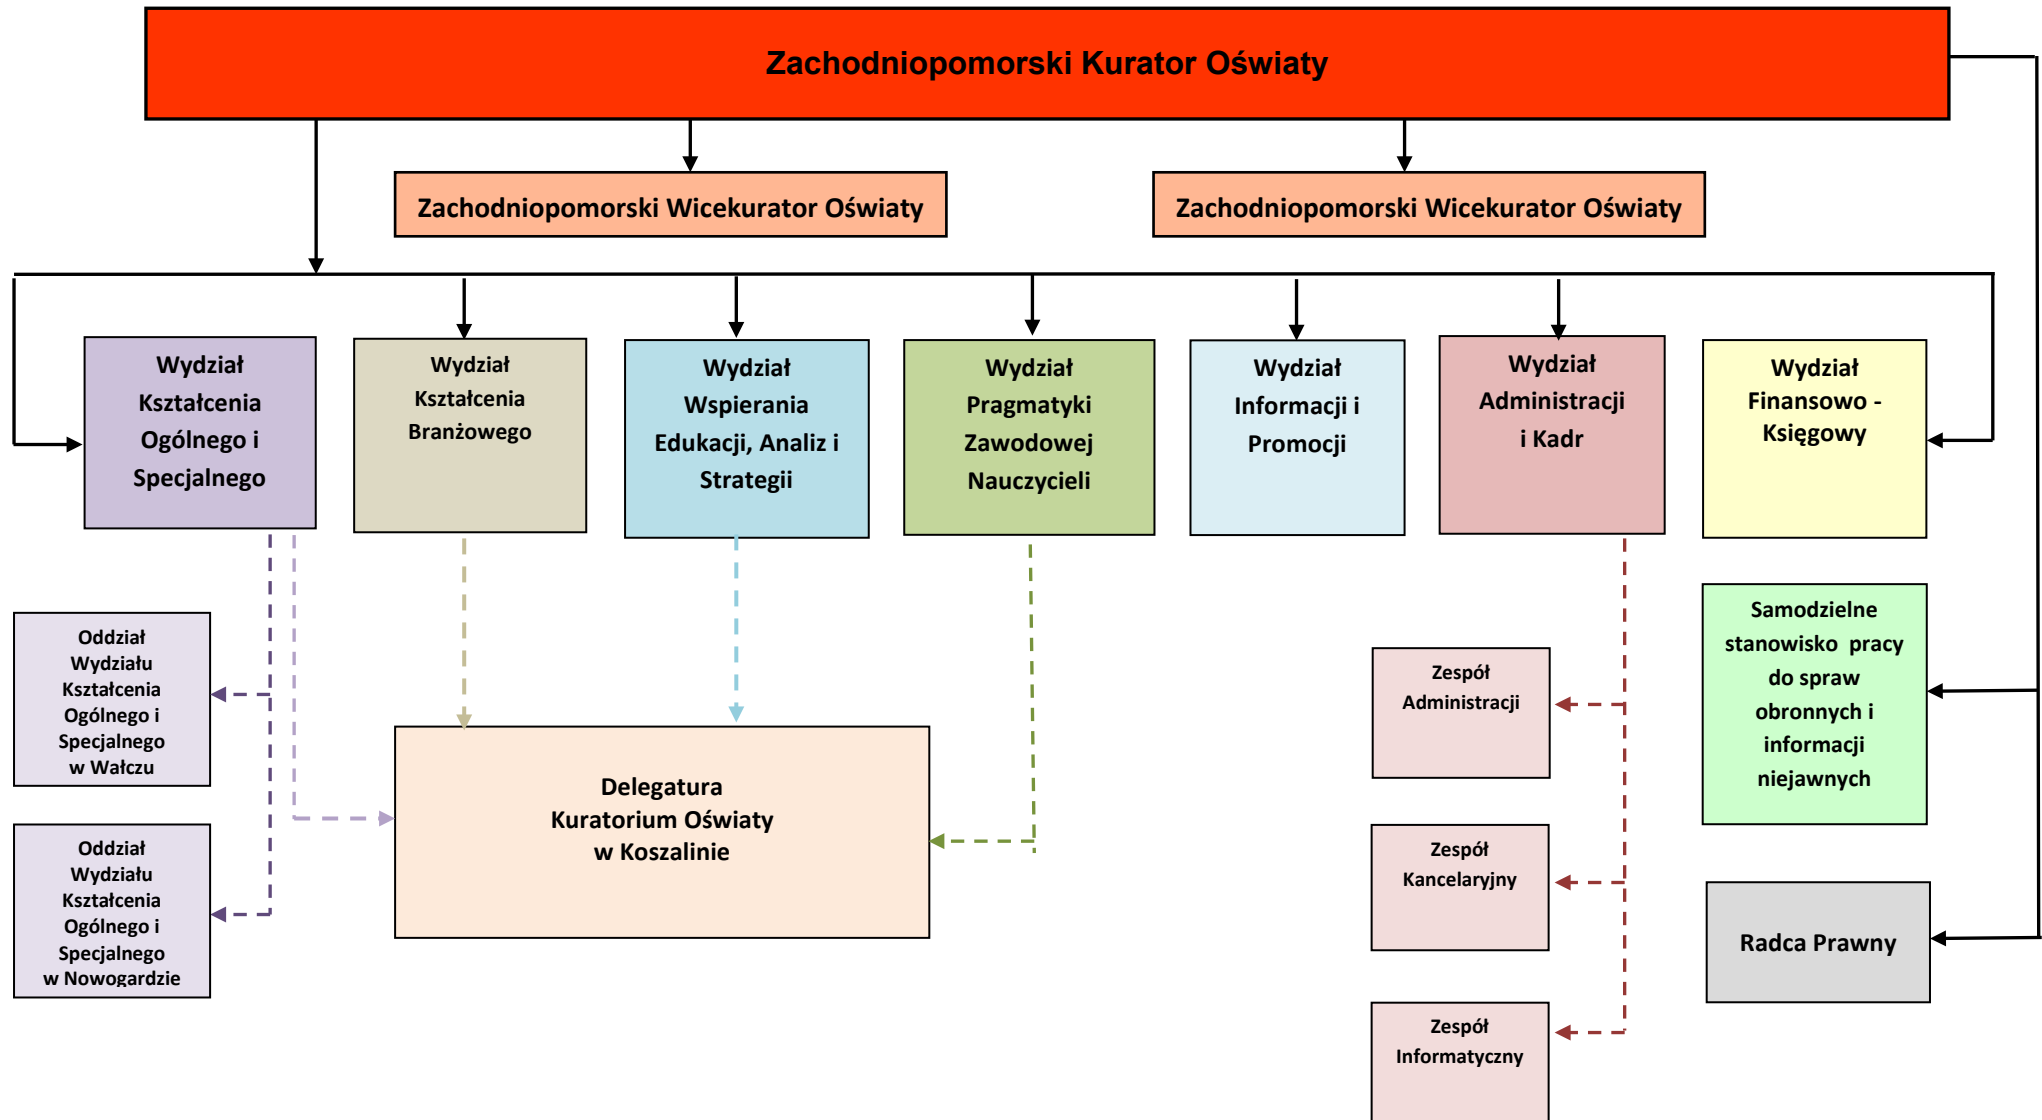 Zachodniopomorski Kurator Oświaty
Zachodniopomorski Wicekurator Oświaty
Zachodniopomorski Wicekurator Oświaty
Wydział
Kształcenia
Ogólnego i
Specjalnego
Wydział
Kształcenia
Branżowego
Wydział
Wspierania
Edukacji, Analiz i
Strategii
Wydział
Pragmatyki
Zawodowej
Nauczycieli
Wydział
Informacji i
Promocji
Wydział
Administracji
i Kadr
Wydział
Finansowo -
Księgowy
Oddział
Wydziału
Kształcenia
Ogólnego i
Specjalnego
w Wałczu
Oddział
Wydziału
Kształcenia
Ogólnego i
Specjalnego
w Nowogardzie
Delegatura
Kuratorium Oświaty
w Koszalinie
Zespół
Administracji
Zespół
Kancelaryjny
Zespół
Informatyczny
Samodzielne
stanowisko pracy
do spraw
obronnych i
informacji
niejawnych
Radca Prawny